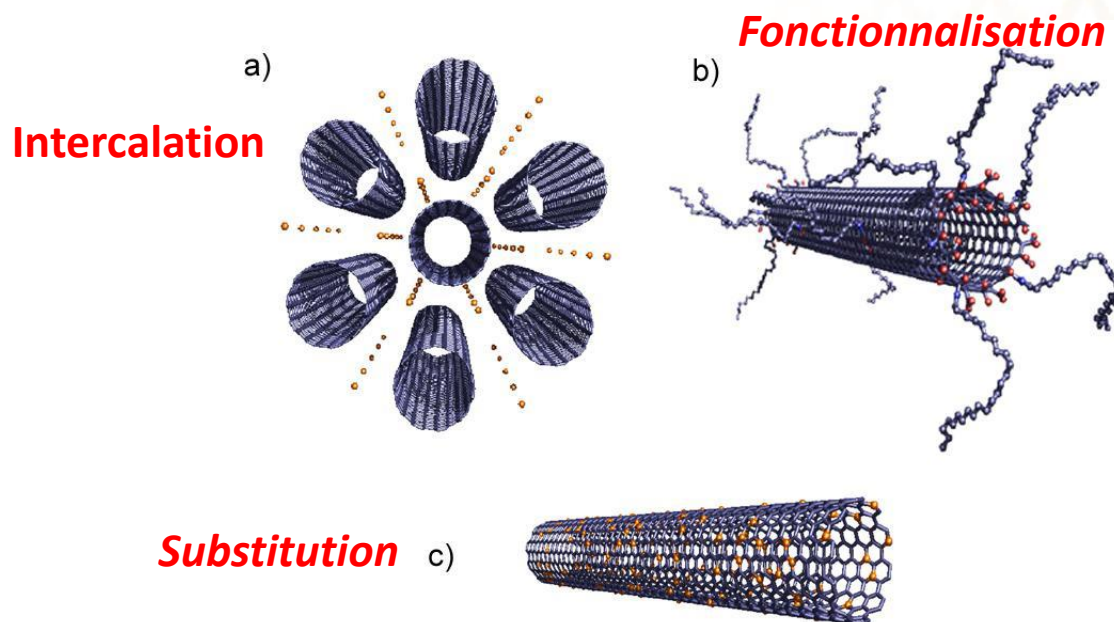 Fonctionnalisation
a)
b)
Intercalation
Substitution
c)